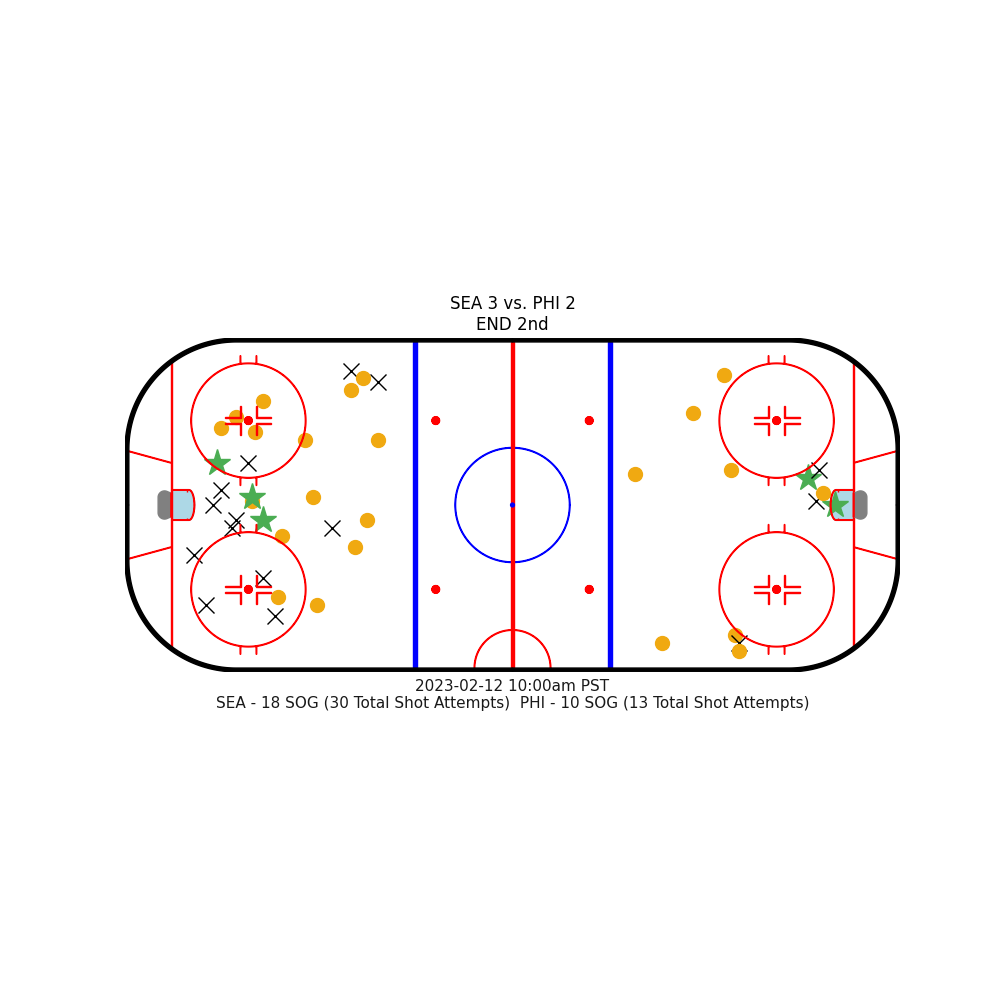 SEA 3 vs. PHI 2
END 2nd
2023-02-12 10:00am PST
SEA - 18 SOG (30 Total Shot Attempts)  PHI - 10 SOG (13 Total Shot Attempts)